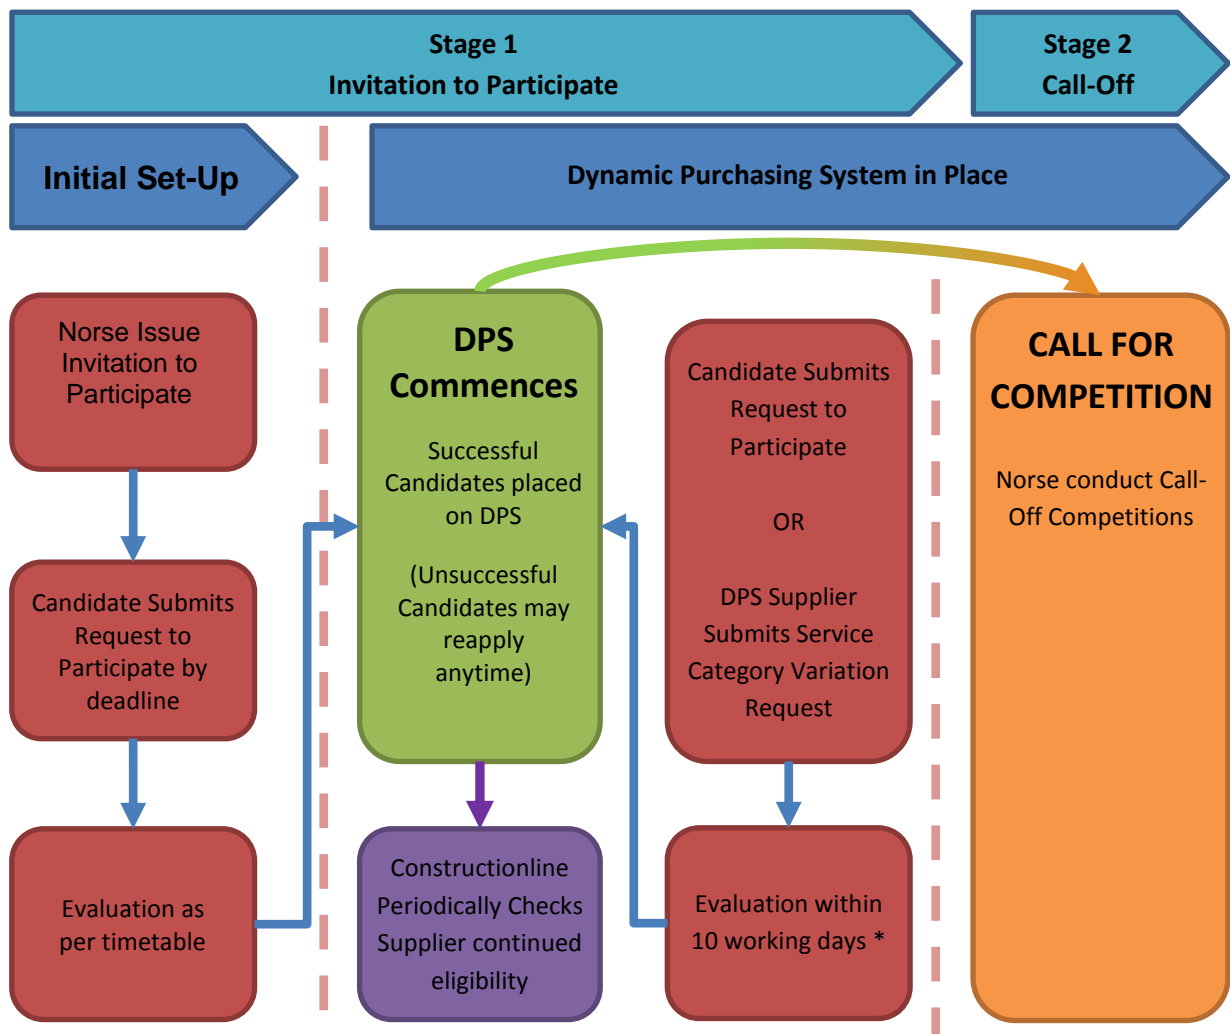 Stage 1
Invitation to Participate
Stage 2
Call-Off
Initial Set-Up
Dynamic Purchasing System in Place
Norse Issue
Invitation to
Participate
Candidate Submits
Request to
Participate by
deadline
Evaluation as
per timetable
DPS
Commences
Successful
Candidates placed
on DPS
(Unsuccessful
Candidates may
reapply
anytime)
Constructionline
Periodically Checks
Supplier continued
eligibility
Candidate Submits
Request to
Participate
OR
DPS Supplier
Submits Service
Category Variation
Request
Evaluation within
10 working days *
CALL FOR
COMPETITION
Norse conduct Call-
Off Competitions